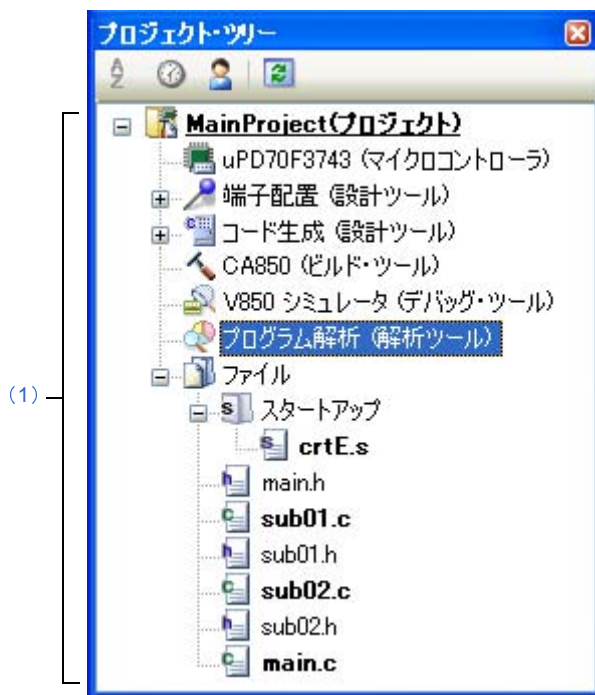 プロジェクト・ツリー
MainProject(プロジェクト)
uPD70F3743 (マイクロコントローラ)
端子配置 (設計ツール)
コード生成 (設計ツール)
CA850 (ビルド・ツール)
V850 シミュレータ (デバッグ・ツール)
プログラム解析 (解析ツール)
ファイル
(1)
スタートアップ
crtE.s
main.h
sub01.c
sub01.h
sub02.c
sub02.h
main.c